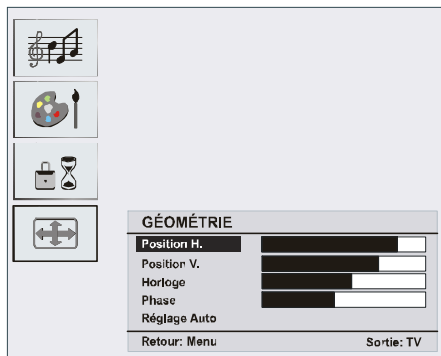 GÉOMÉTRIE
Position H.
Position V.
Horloge
Phase
Réglage Auto
Retour: Menu Sortie: TV